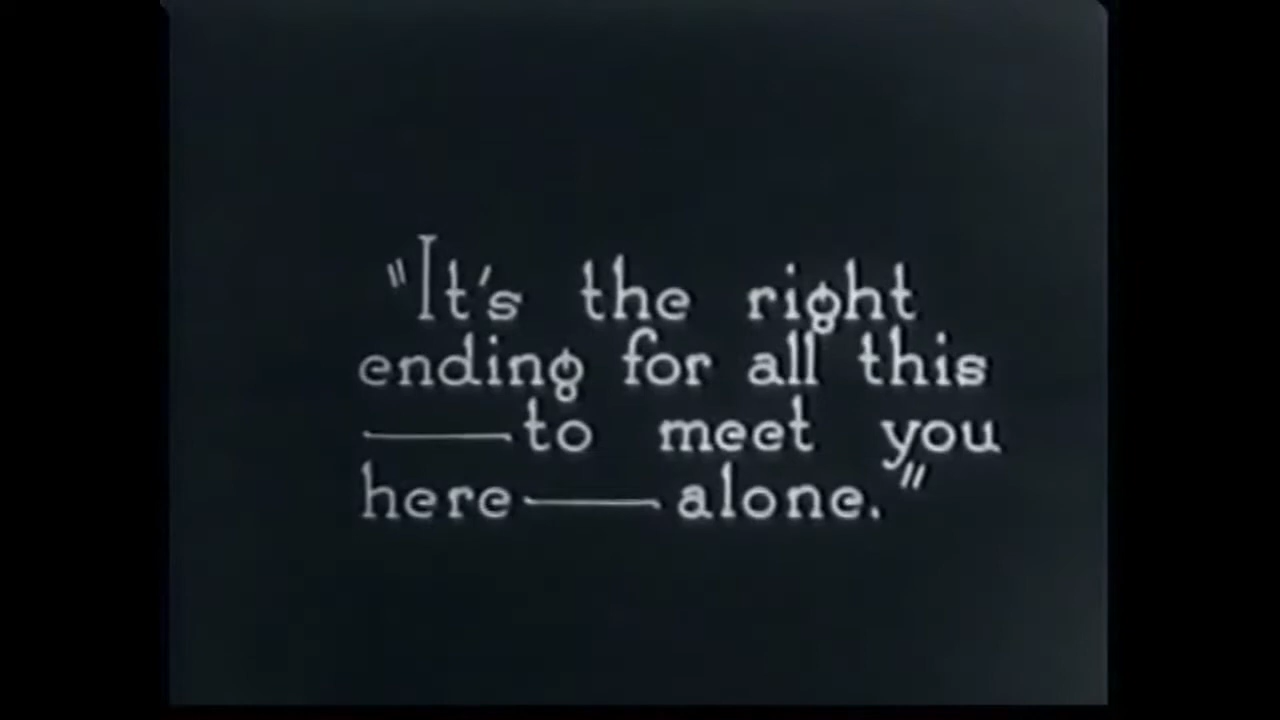 "It's the right
ending for all this
——to meet you
here——alone."